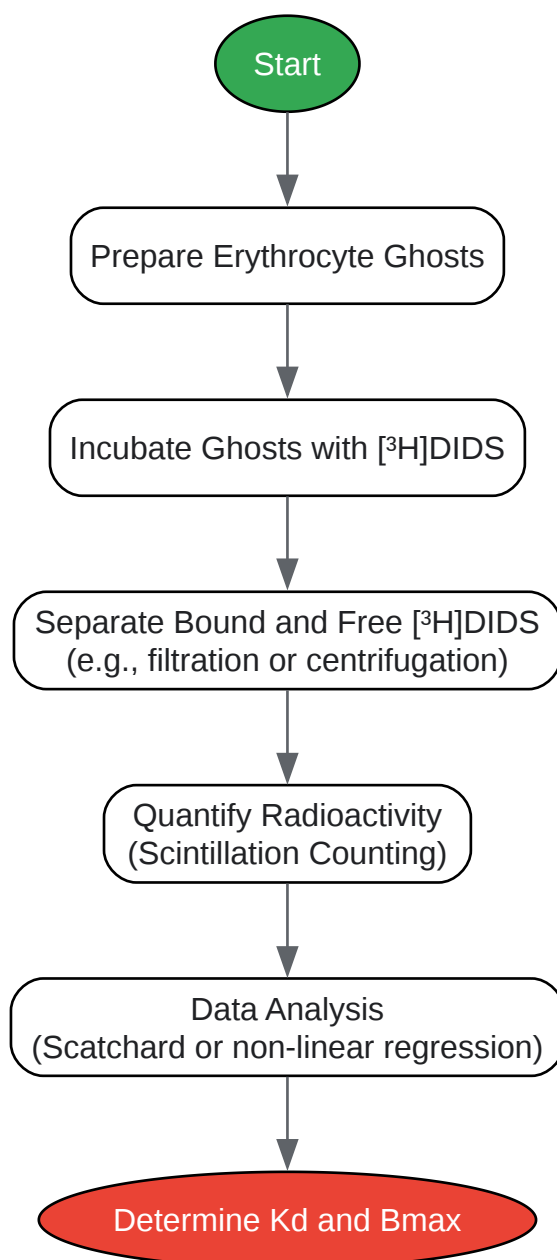 Start
Prepare Erythrocyte Ghosts
Incubate Ghosts with [³H]DIDS
Separate Bound and Free [³H]DIDS
(e.g., filtration or centrifugation)
Quantify Radioactivity
(Scintillation Counting)
Data Analysis
(Scatchard or non-linear regression)
Determine Kd and Bmax